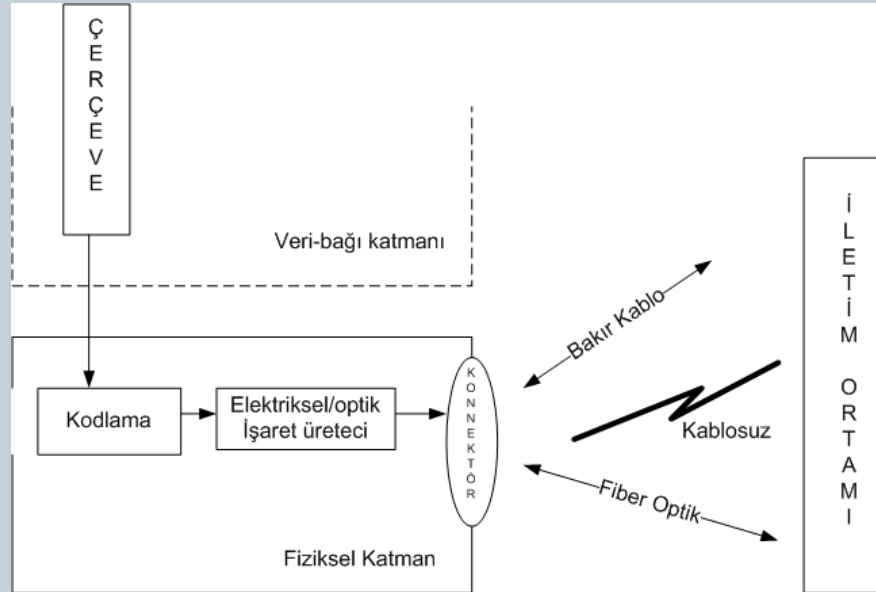 ÇERÇEVE
Veri-bağı katmanı
Kodlama
Elektriksel/optik
İşaret üreteci
KONNEKTÖR
Fiziksel Katman
Bakır Kablo
Kablosuz
Fiber Optik
İLETİM ORTAMI